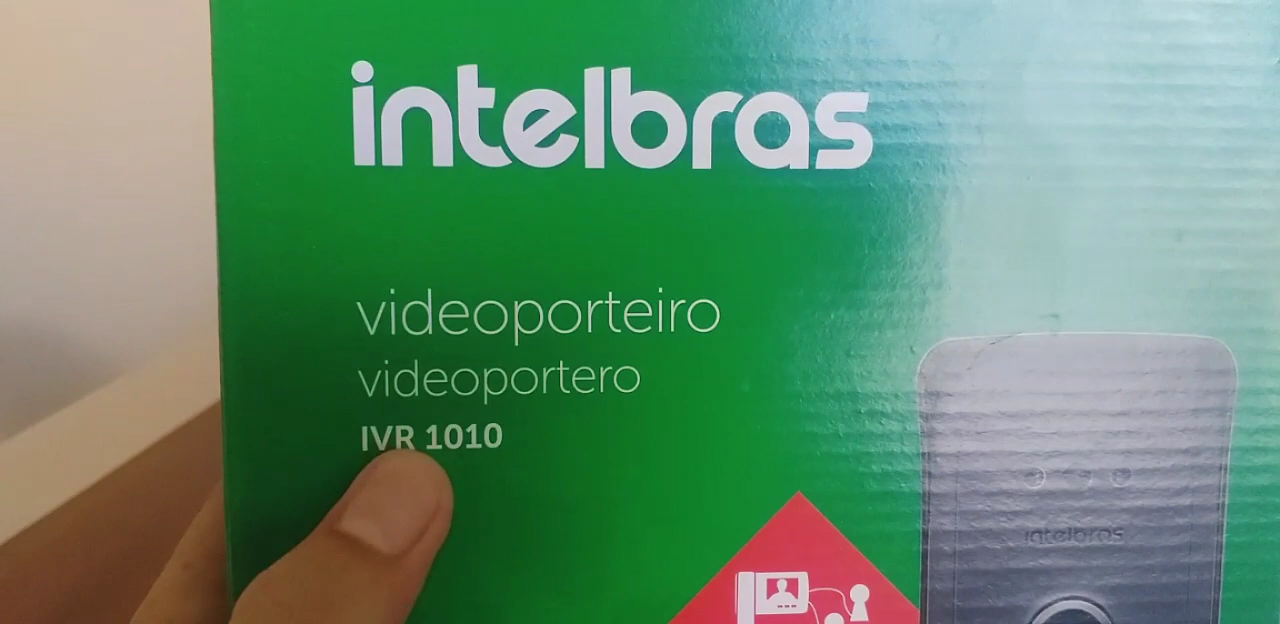 intelbras
videoporteiro
videoportero
IVR 1010
intelbras